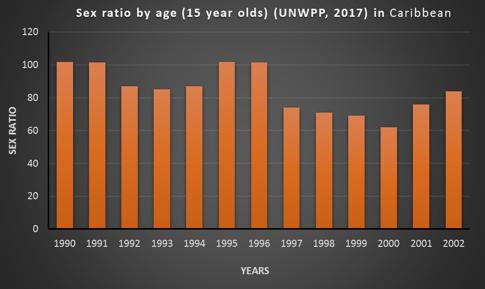 Sex ratio by age (15 year olds) (UNWPP, 2017) in Caribbean
120
100
80
60
40
20
0
SEX RATIO
1990 1991 1992 1993 1994 1995 1996 1997 1998 1999 2000 2001 2002
YEARS